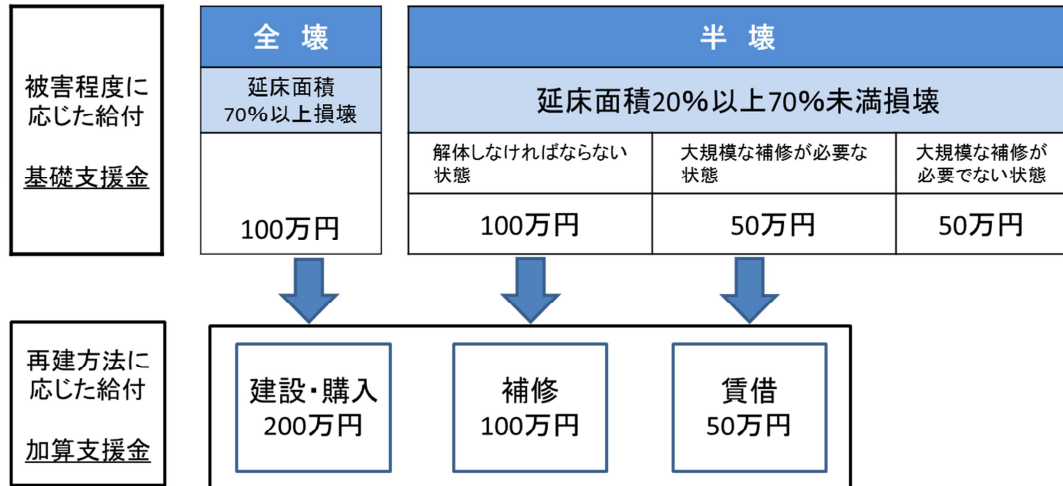 被害程度に
応じた給付
基礎支援金
全 壊
延床面積
70%以上損壊
100万円
半 壊
延床面積20%以上70%未満損壊
解体しなければならない
状態
100万円
大規模な補修が必要な
状態
50万円
大規模な補修が
必要でない状態
50万円
再建方法に
応じた給付
加算支援金
建設・購入
200万円
補修
100万円
賃借
50万円